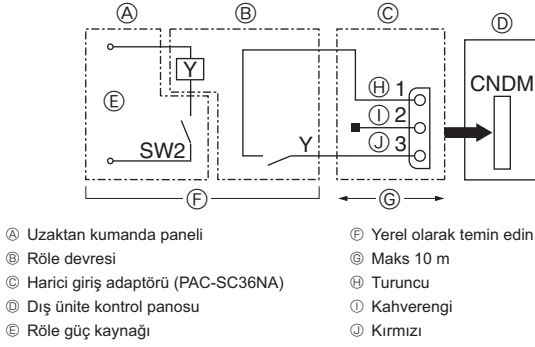 Ⓐ Ⓑ Ⓒ Ⓓ
Y
Ⓔ
SW2
Y
Ⓗ 1
Ⓘ 2
Ⓙ 3
CNDM
Ⓕ
Ⓖ
Ⓐ Uzaktan kumanda paneli
Ⓑ Röle devresi
Ⓒ Harici giriş adaptörü (PAC-SC36NA)
Ⓓ Dış ünite kontrol panosu
Ⓔ Röle güç kaynağı
Ⓕ Yerel olarak temin edin
Ⓖ Maks 10 m
Ⓗ Turuncu
Ⓘ Kahverengi
Ⓙ Kırmızı